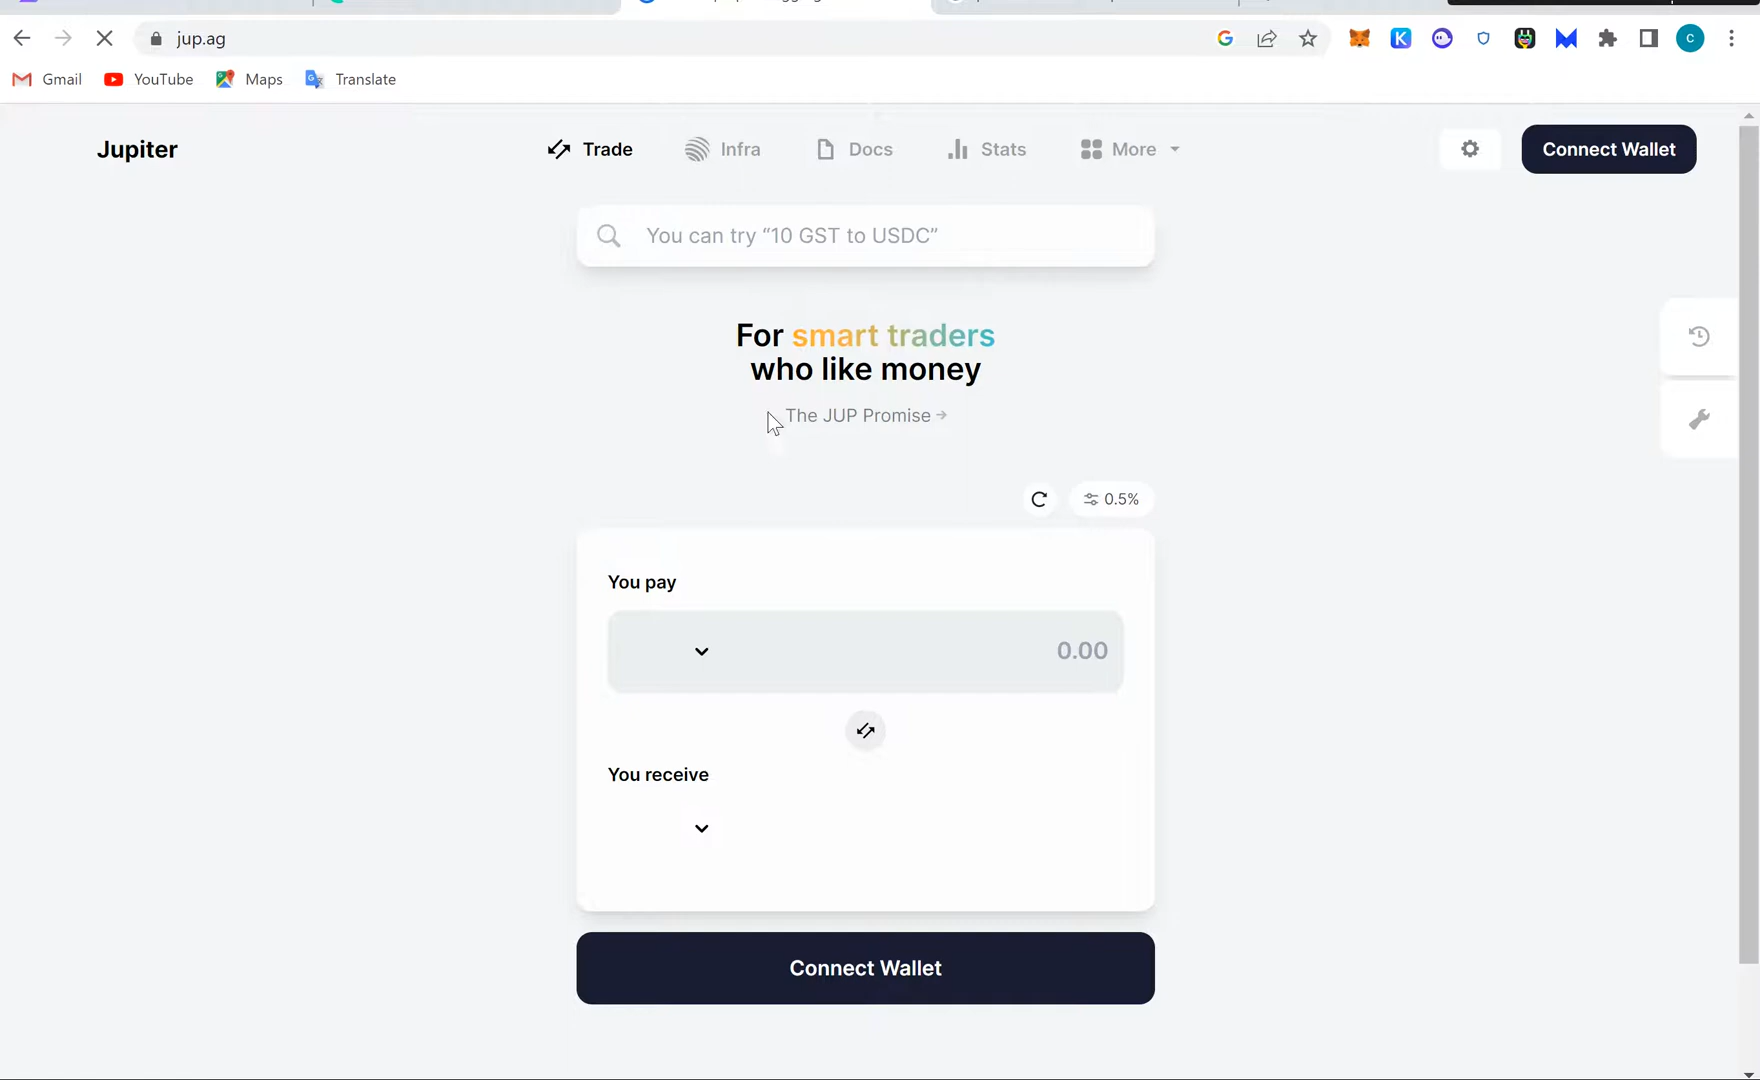 jup.ag
Gmail YouTube Maps Translate
Jupiter
Trade Infra Docs Stats More
Connect Wallet
You can try “10 GST to USDC”
For smart traders
who like money
The JUP Promise →
0.5%
You pay
0.00
You receive
Connect Wallet